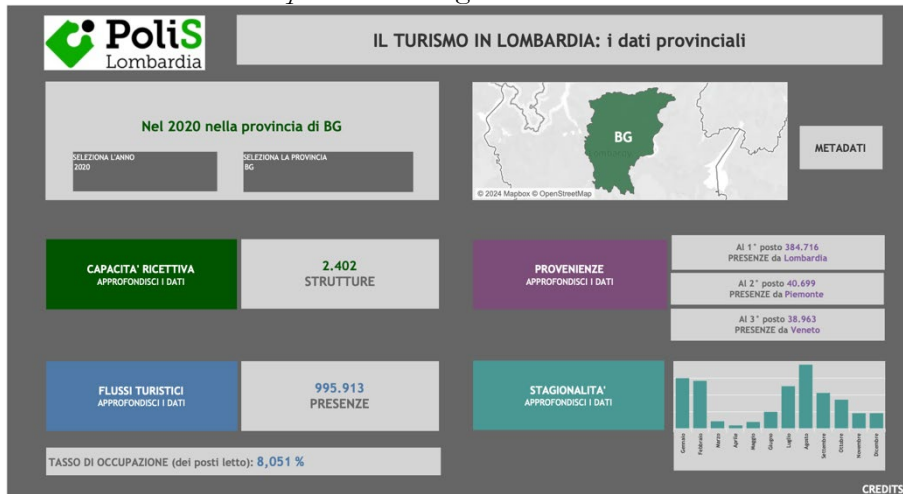 PoliS
Lombardia
IL TURISMO IN LOMBARDIA: i dati provinciali
Nel 2020 nella provincia di BG
SELEZIONA L'ANNO
2020
SELEZIONA LA PROVINCIA
BG
BG
© 2024 Mapbox © OpenStreetMap
METADATI
CAPACITA' RICETTIVA
APPROFONDISCI I DATI
2.402
STRUTTURE
PROVENIENZE
APPROFONDISCI I DATI
Al 1° posto 384.716
PRESENZE da Lombardia
Al 2° posto 40.699
PRESENZE da Piemonte
Al 3° posto 38.963
PRESENZE da Veneto
FLUSSI TURISTICI
APPROFONDISCI I DATI
995.913
PRESENZE
STAGIONALITA'
APPROFONDISCI I DATI
Gennaio
Febbraio
Marzo
Aprile
Maggio
Giugno
Luglio
Agosto
Settembre
Ottobre
Novembre
Dicembre
TASSO DI OCCUPAZIONE (dei posti letto): 8,051 %
CREDITS